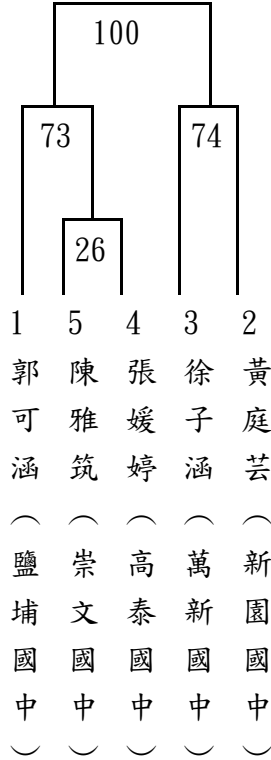 100
73
74
26
1
5
4
3
2
郭可涵（鹽埔國中）
陳雅筑（崇文國中）
張媛婷（高泰國中）
徐子涵（萬新國中）
黃庭芸（新園國中）